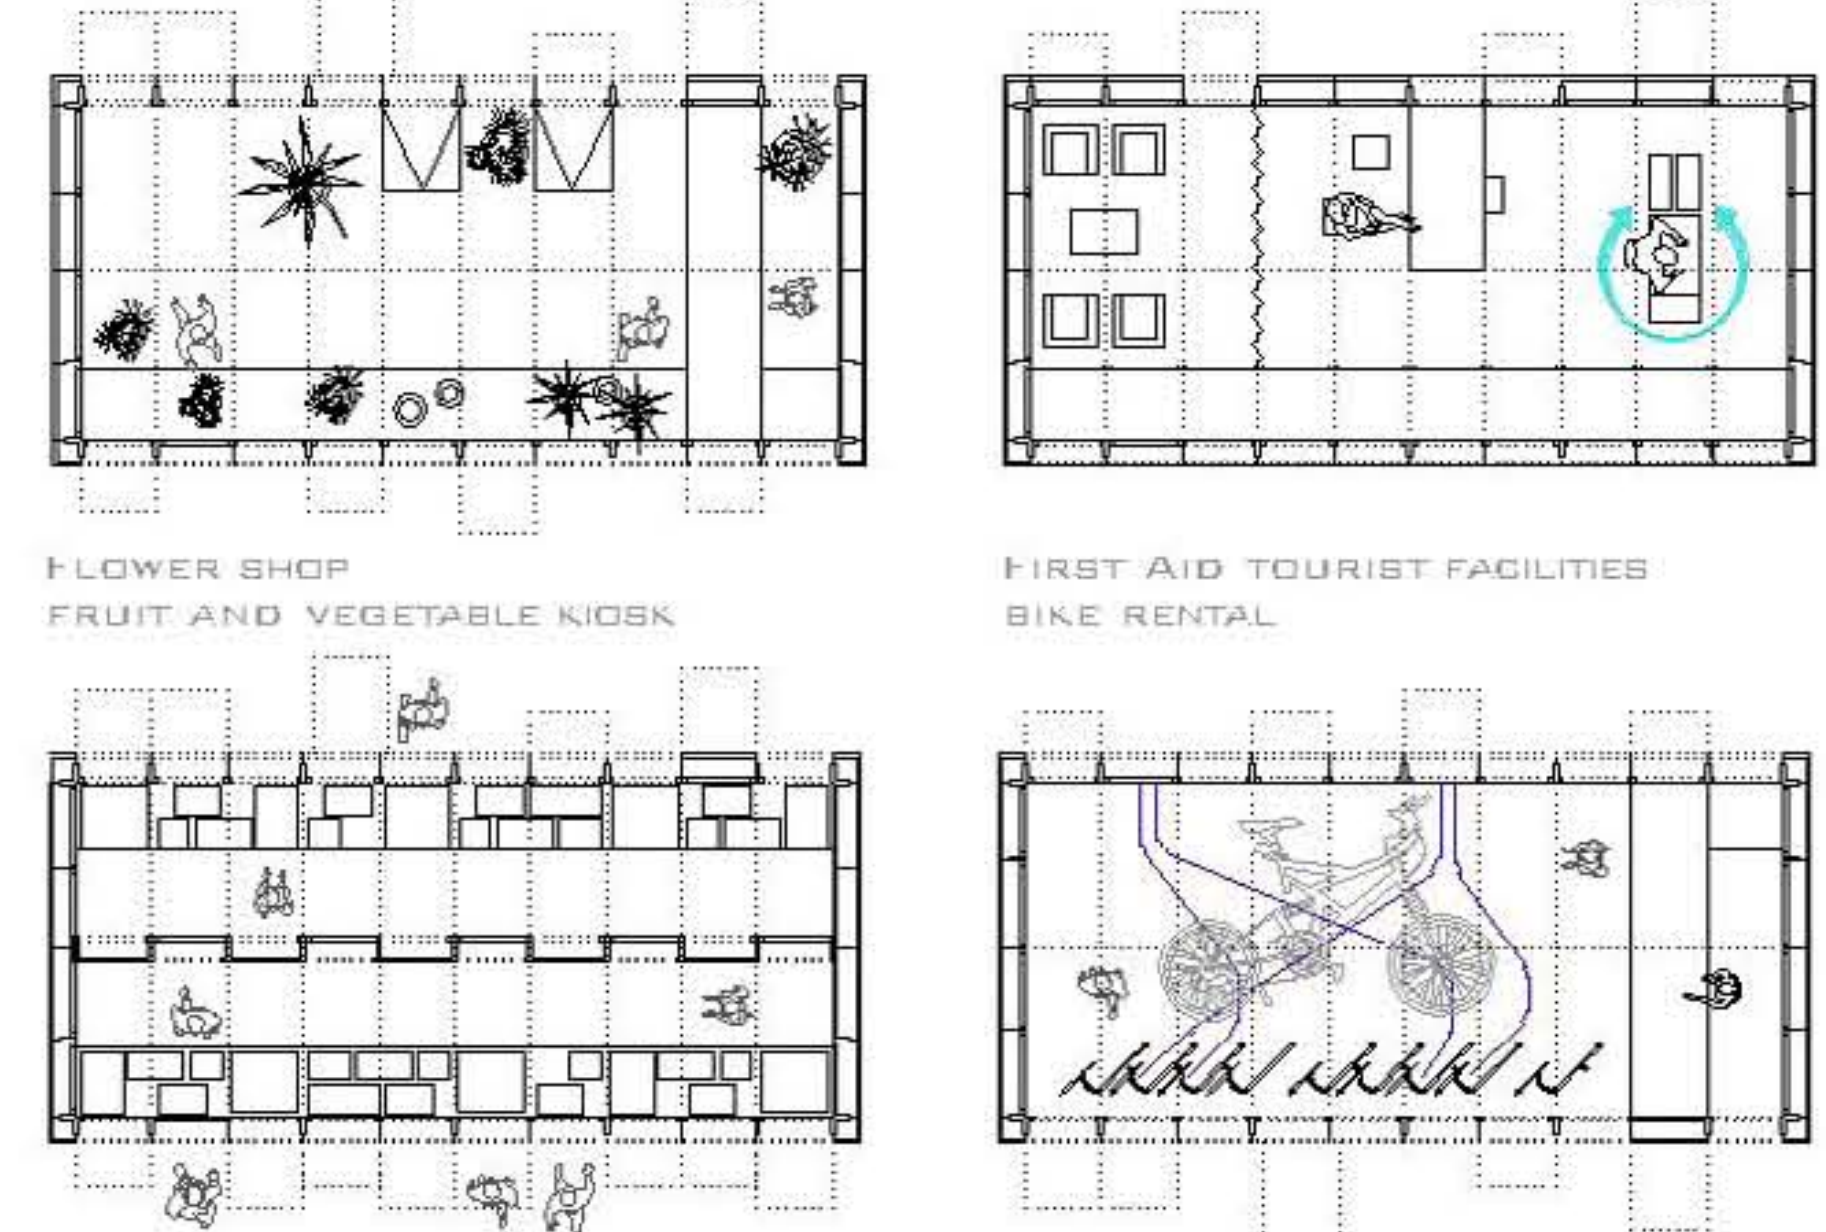 FLOWER SHOP
FRUIT AND VEGETABLE KIOSK
FIRST AID TOURIST FACILITIES
BIKE RENTAL